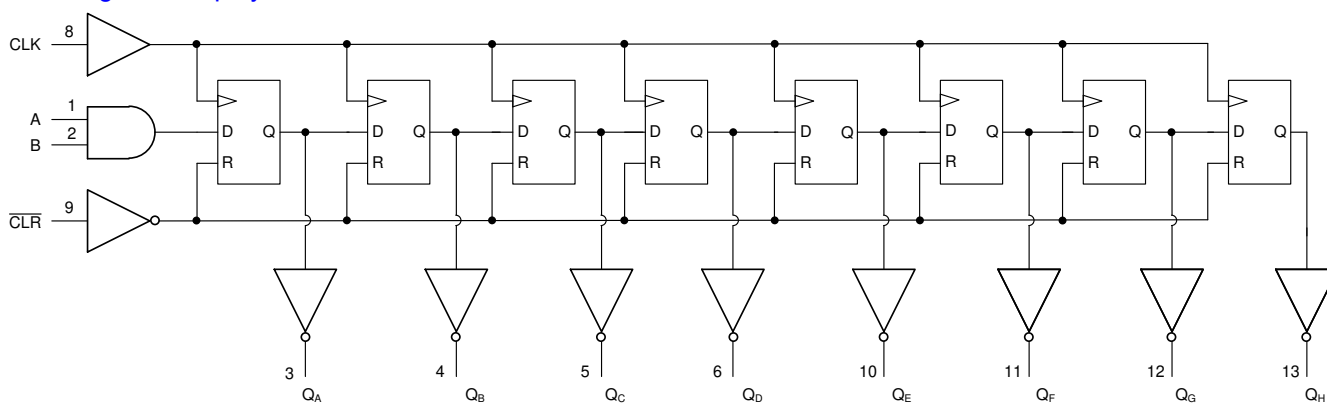 CLK 8
A 1
B 2
D Q D Q D Q D Q D Q D Q D Q D Q
R R R R R R R R
CLR 9
3 4 5 6 10 11 12 13
QA QB QC QD QE QF QG QH